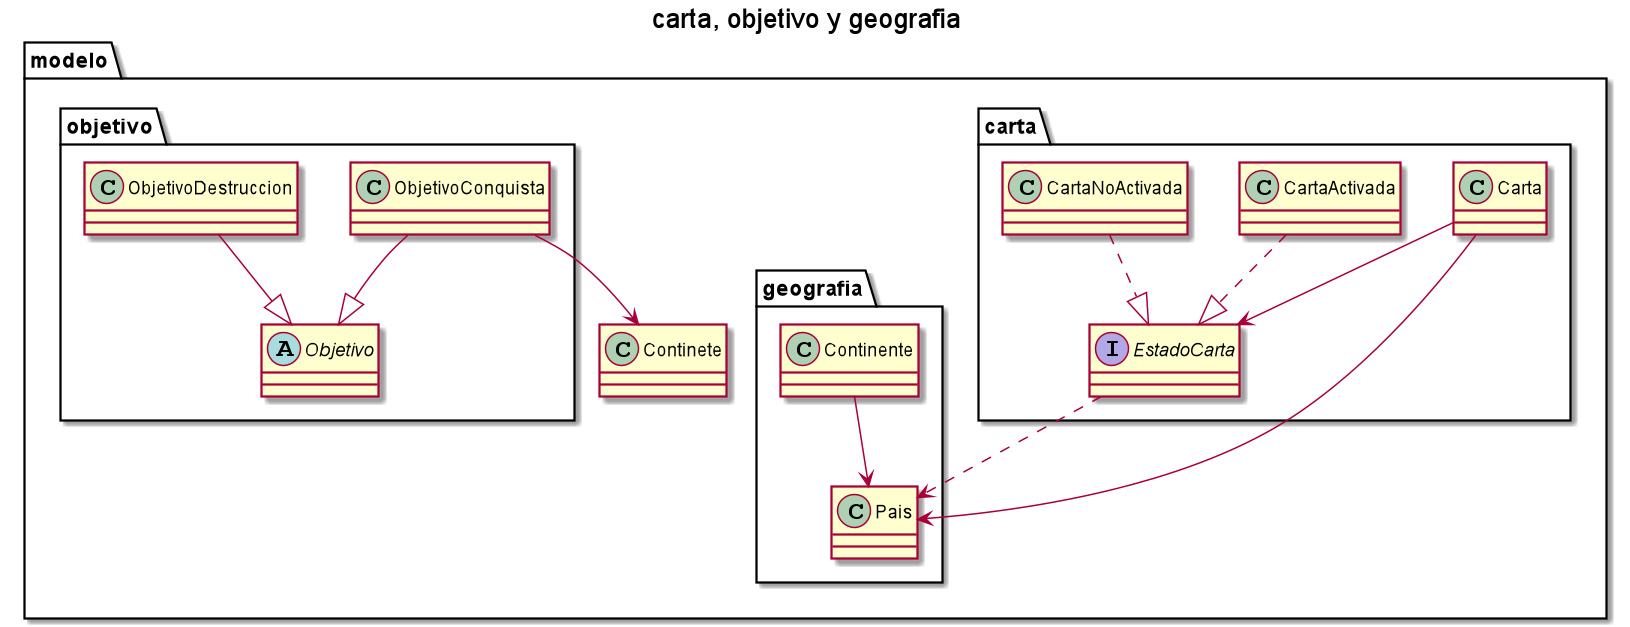 carta, objetivo y geografia
modelo
objetivo
carta
C ObjetivoDestruccion
C ObjetivoConquista
C CartaNoActivada
C CartaActivada
C Carta
geografia
A Objetivo
C Continete
C Continente
I EstadoCarta
C Pais